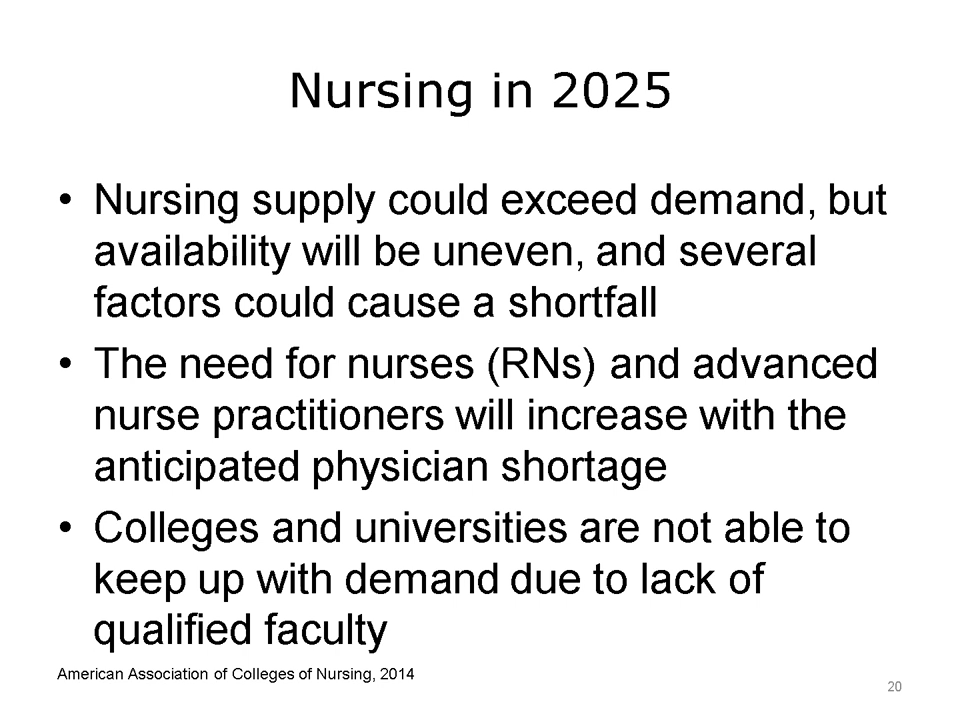 Nursing in 2025
• Nursing supply could exceed demand, but
availability will be uneven, and several
factors could cause a shortfall
• The need for nurses (RNs) and advanced
nurse practitioners will increase with the
anticipated physician shortage
• Colleges and universities are not able to
keep up with demand due to lack of
qualified faculty
American Association of Colleges of Nursing, 2014
20